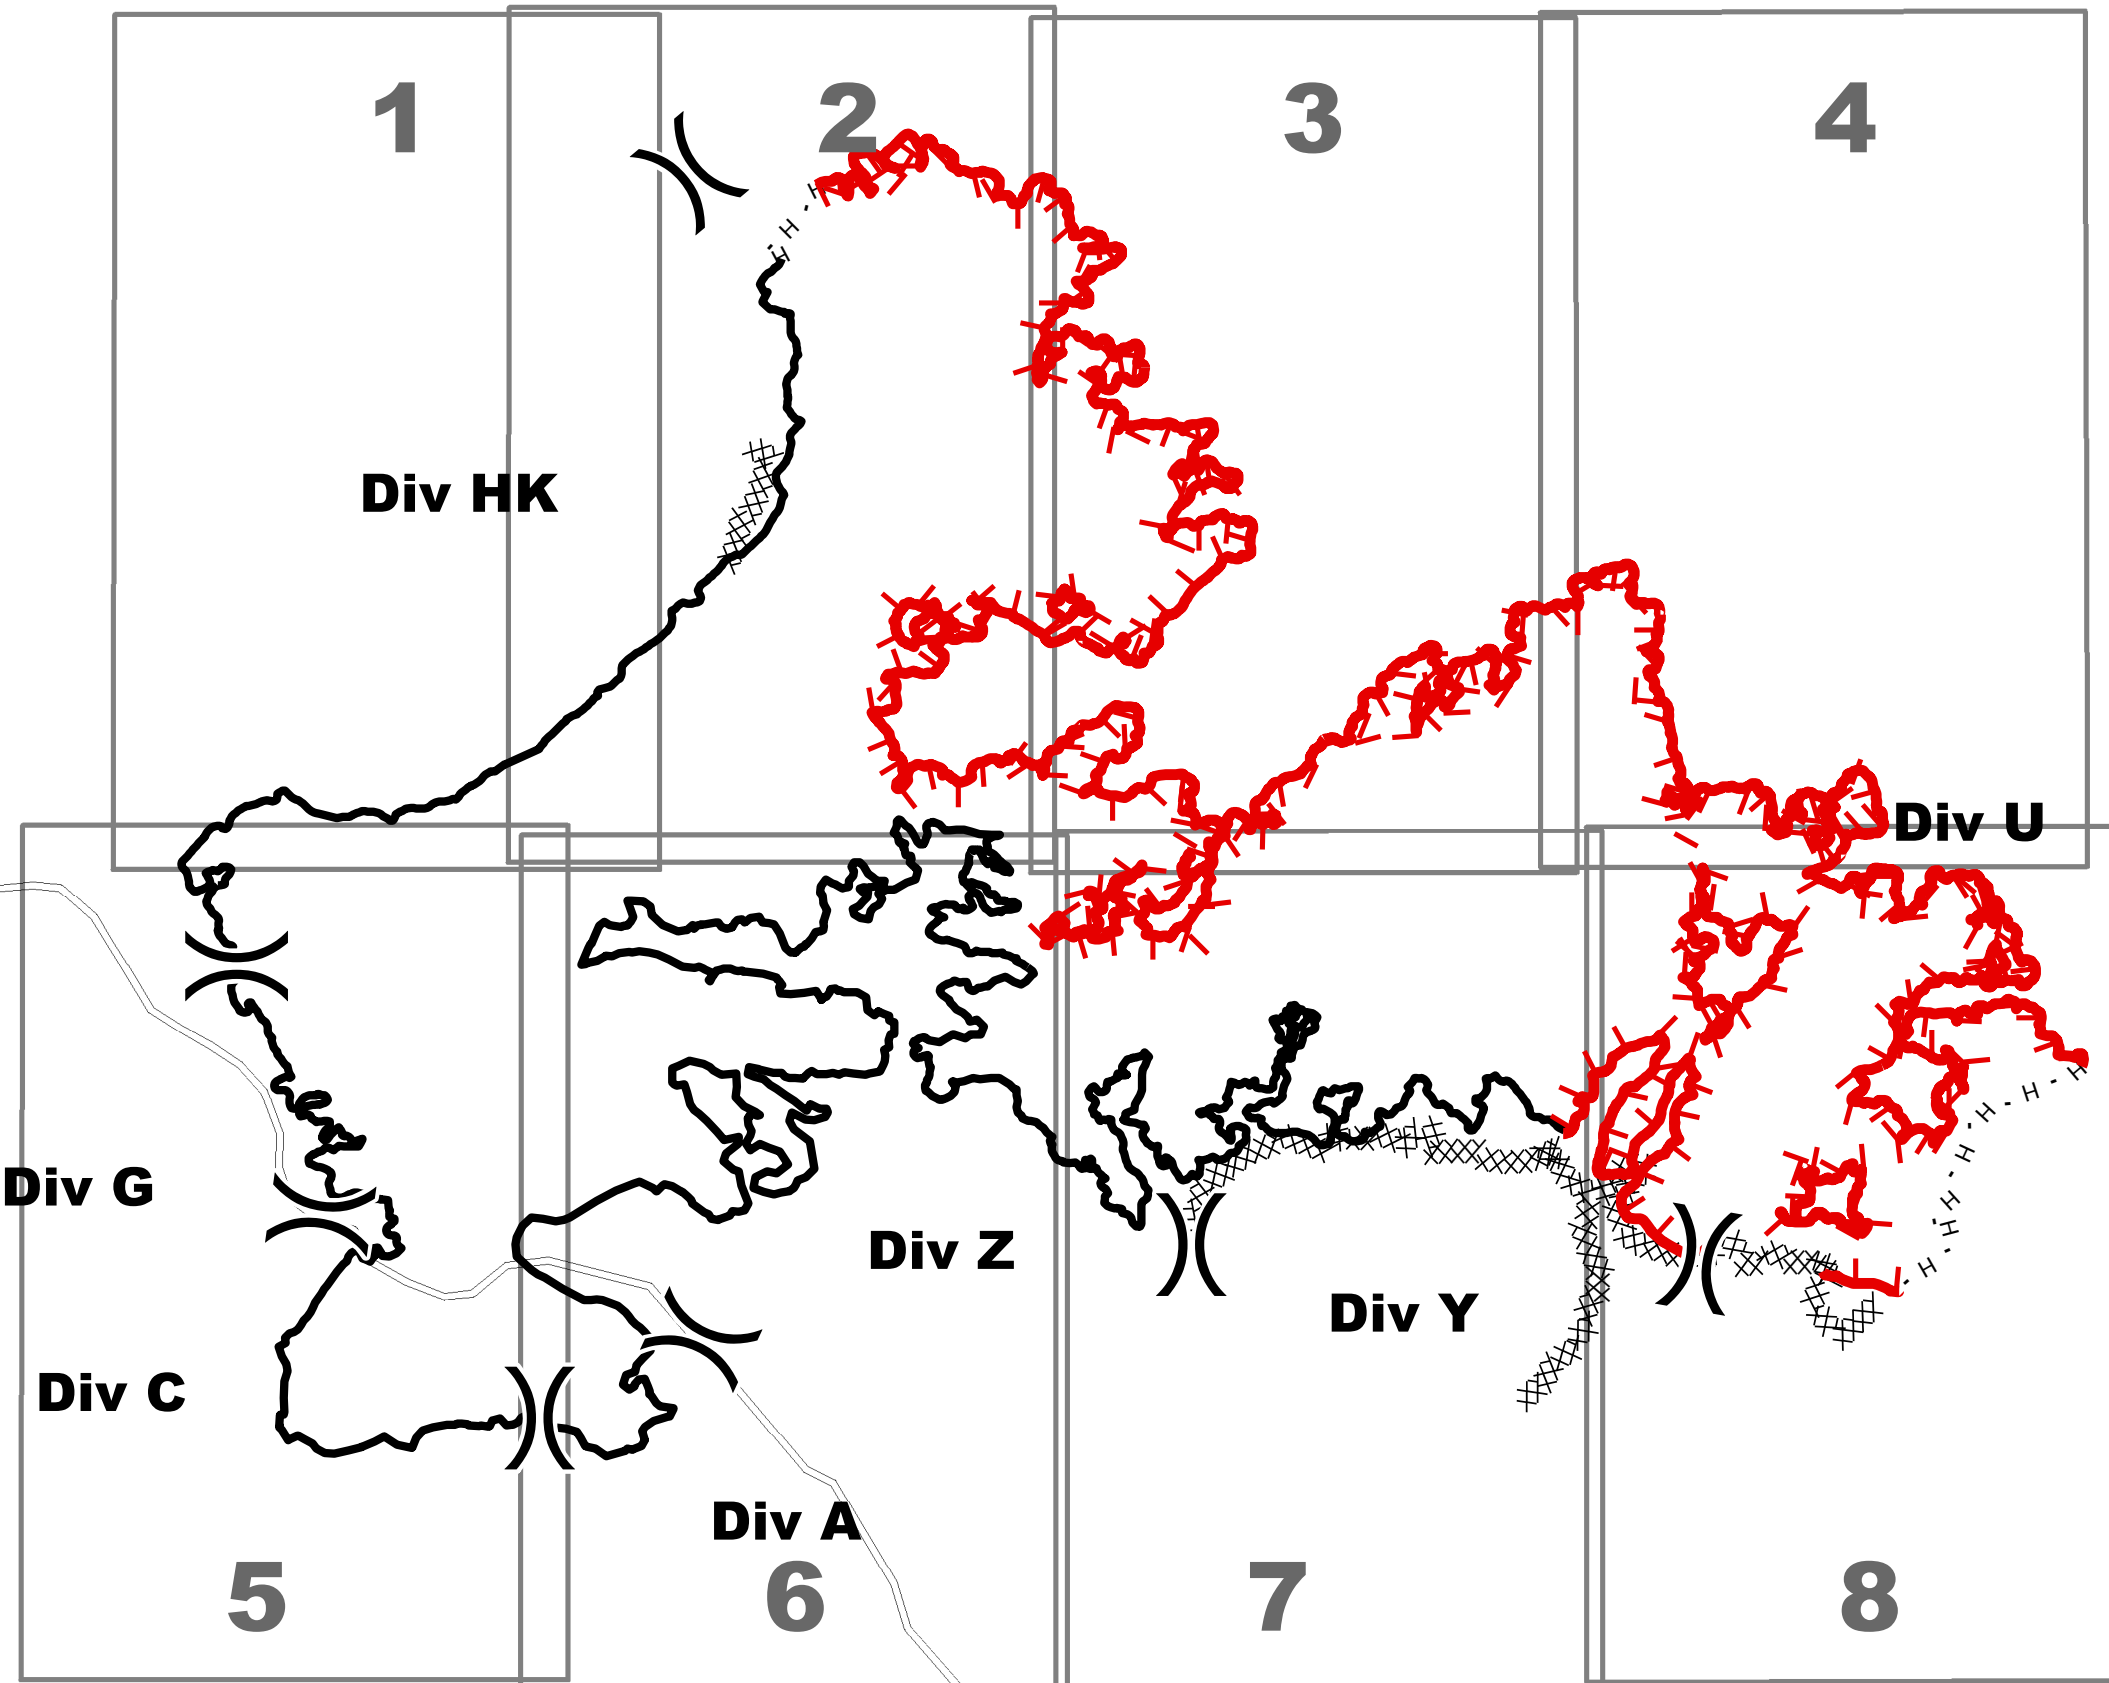 1
2
3
4
H - H - H
Div HK
Div U
Div G
Div Z
Div Y
H - H - H - H - H - H - H - H
Div C
Div A
5
6
7
8